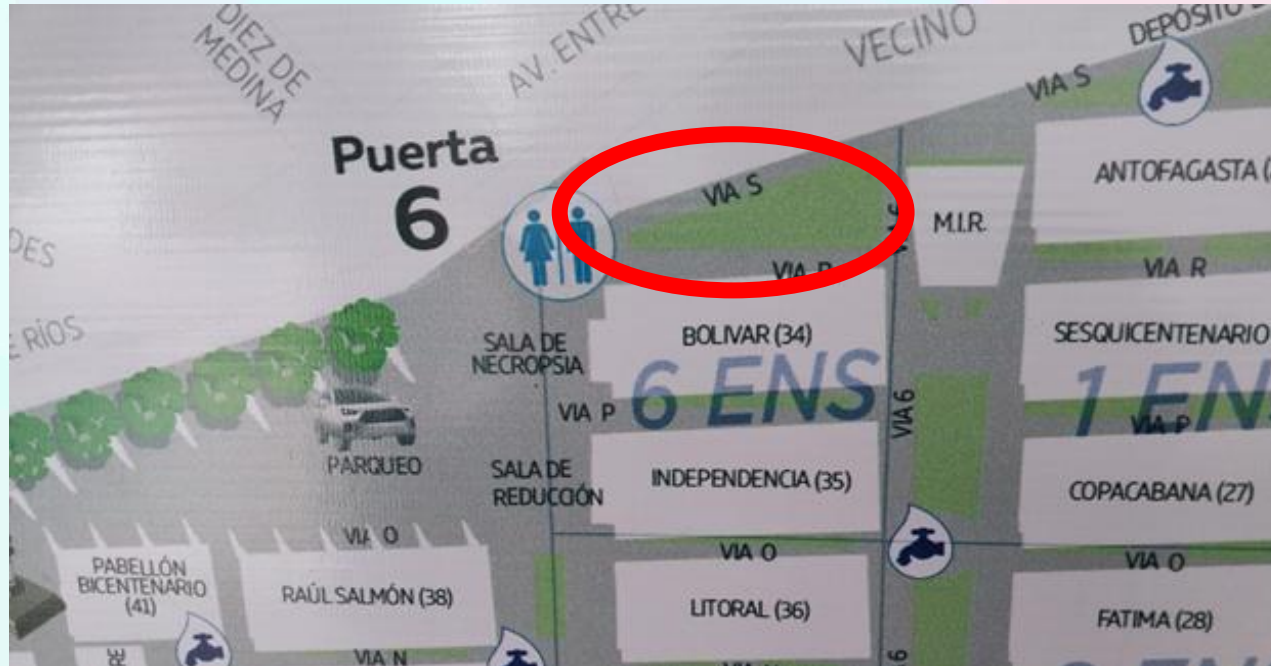 DIEZ DE
MEDINA
AV. ENTRE
VECINO
DEPÓSITO
VIA S
Puerta
6
VIA S
ANTOFAGASTA
VIA 6
M.I.R.
VIA R
VIA R
RÍOS
SALA DE
NECROPSIA
BOLIVAR (34)
SESQUICENTENARIO
6 ENS
1 EN
VIA P
VIA 6
VIA P
PARQUEO
SALA DE
REDUCCIÓN
INDEPENDENCIA (35)
COPACABANA (27)
VIA O
VIA O
VIA O
PABELLÓN
BICENTENARIO
(41)
RAÚL SALMÓN (38)
LITORAL (36)
FATIMA (28)
VIA N